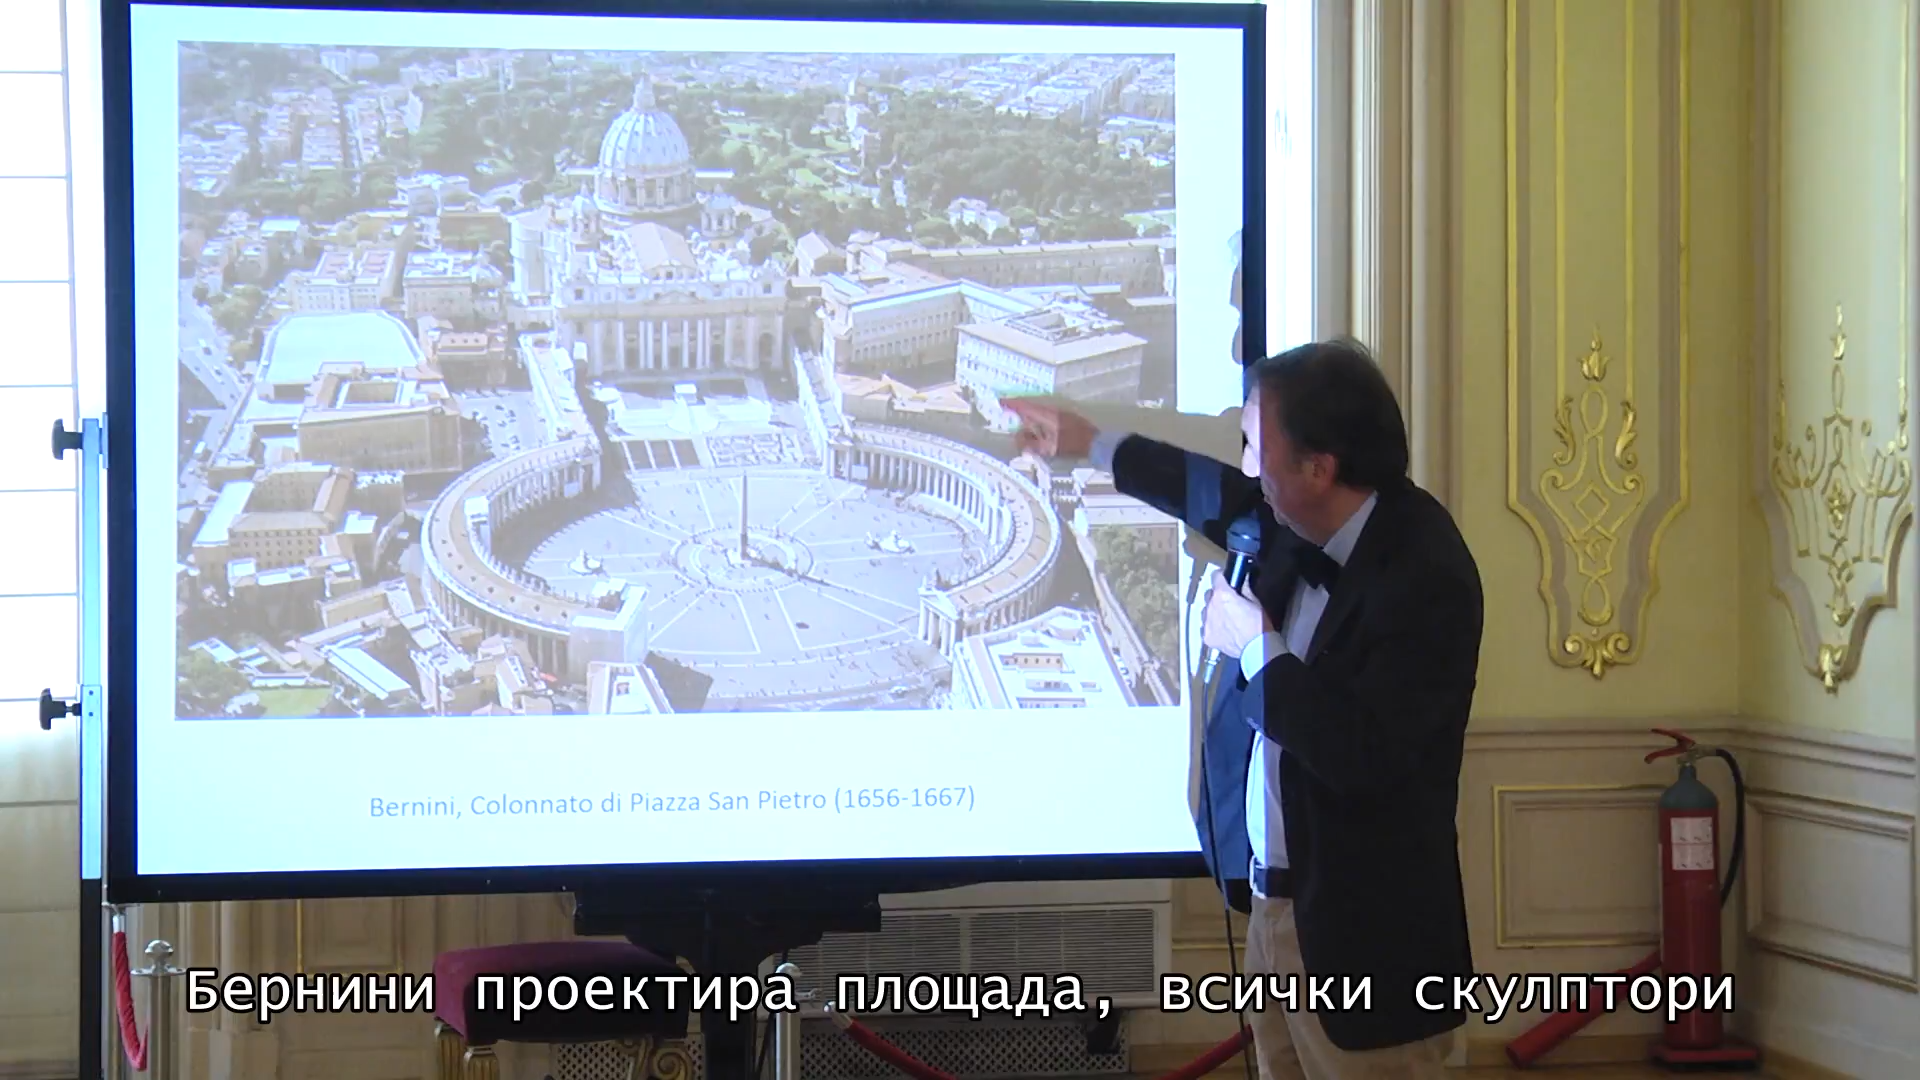 Bernini, Colonnato di Piazza San Pietro (1656-1667)
Бернини проектира площада, всички скулптори